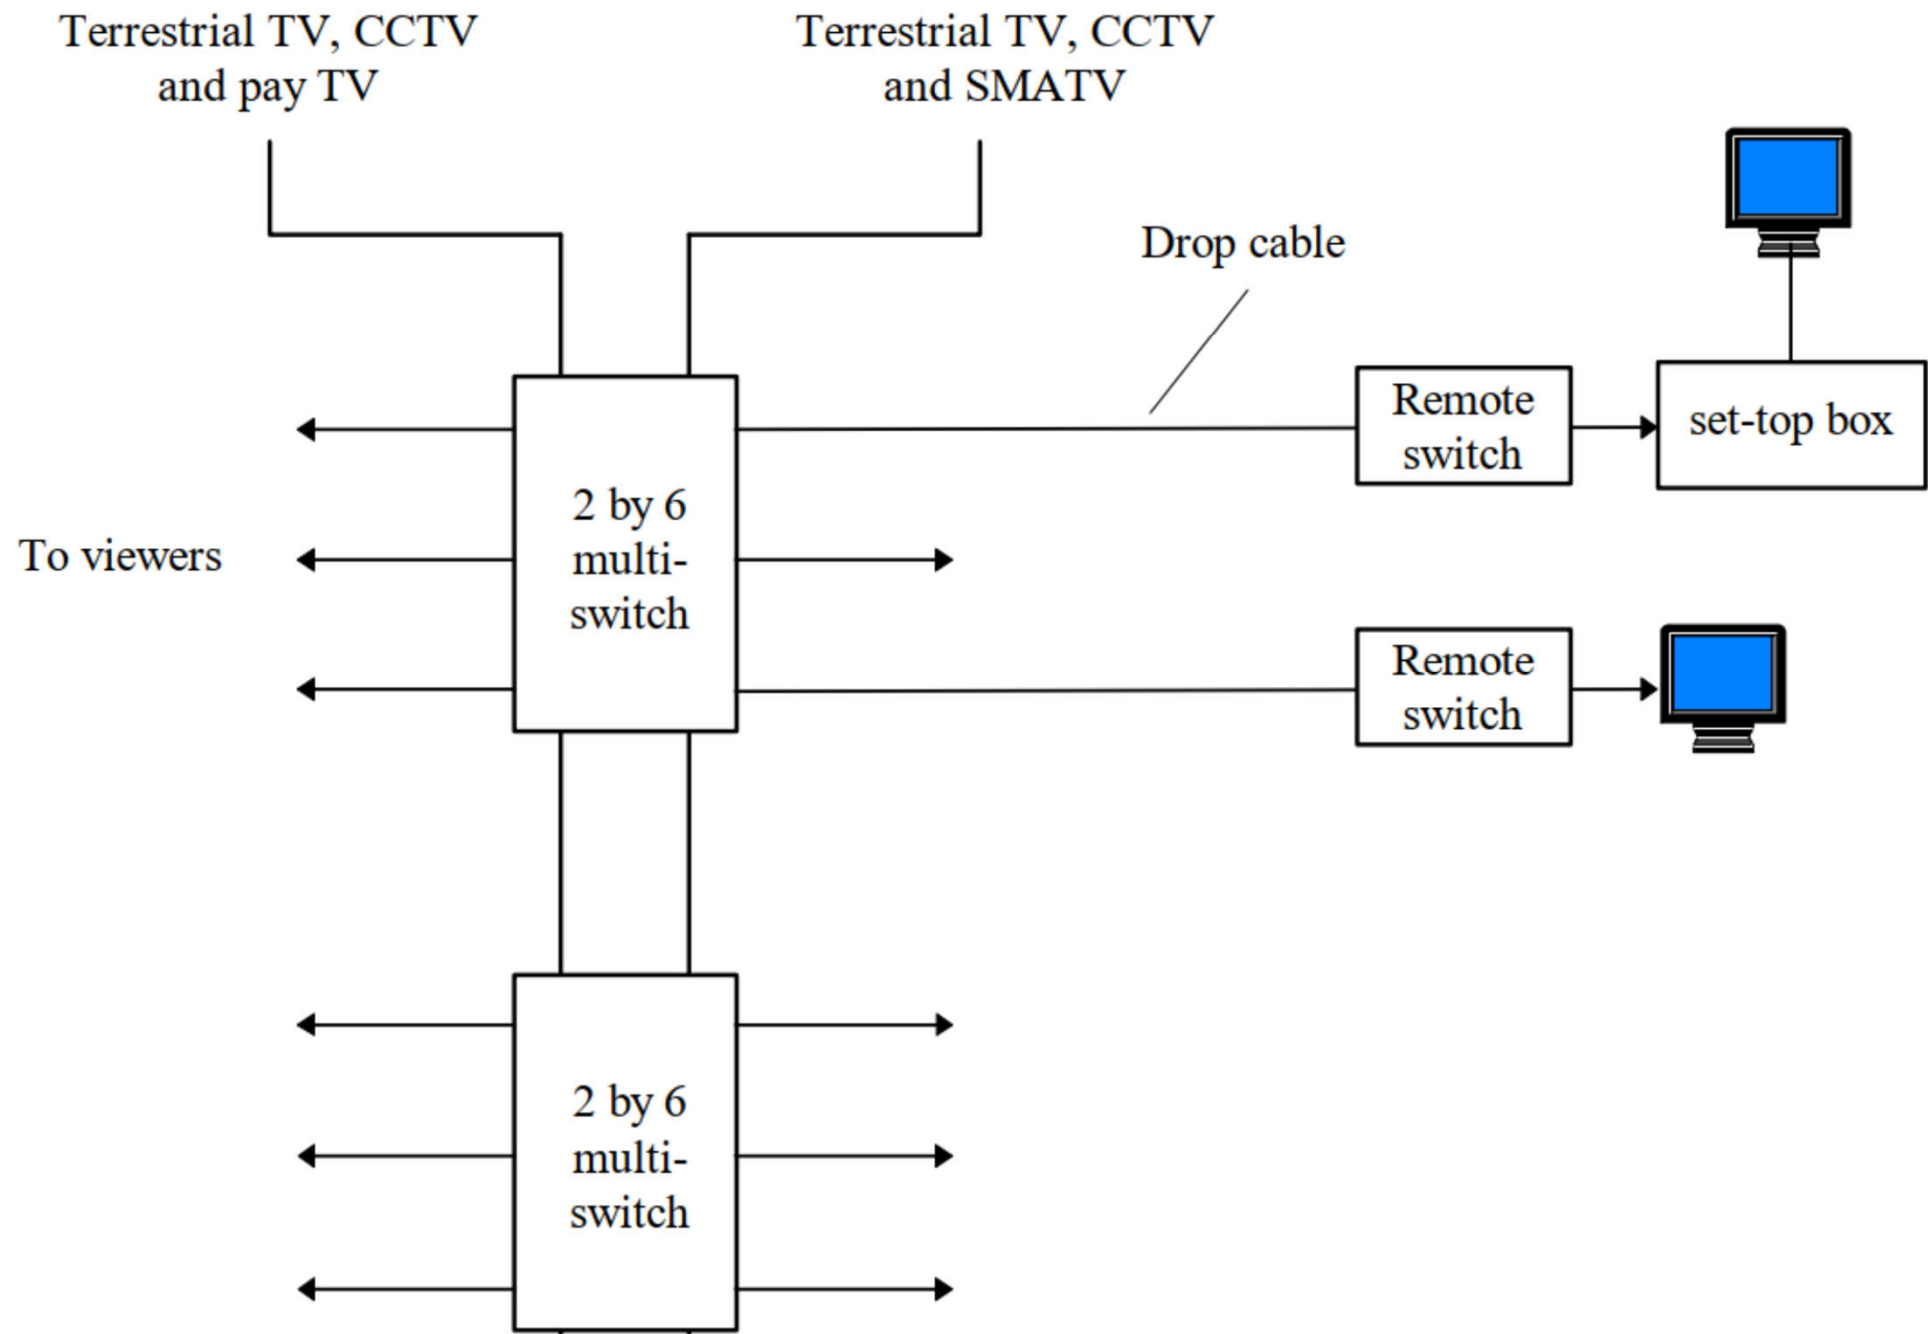 Terrestrial TV, CCTV
and pay TV
Terrestrial TV, CCTV
and SMATV
Drop cable
Remote
switch
set-top box
2 by 6
multi-
switch
To viewers
Remote
switch
2 by 6
multi-
switch